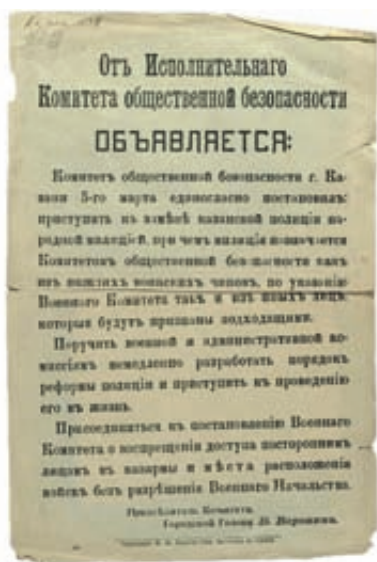 Отъ Исполнительнаго
Комитета общественной безопасности
ОБЪЯВЛЯЕТСЯ:
Комитетъ общественной безопасности г. Ка-
зани 5-го марта единогласно постановилъ:
приступить къ замѣнѣ казанской полиціи на-
родной милиціей, при чемъ милиція
Комитетомъ общественной безопасности какъ
изъ нижнихъ воинскихъ чиновъ, по указанію
Военнаго Комитета такъ и изъ иныхъ лицъ,
которыя будутъ признаны подходящими.
Поручить военной и административной ко-
миссіямъ немедленно разработать порядокъ
реформы полиціи и приступить къ проведенію
его въ жизнь.
Присоединиться къ постановленію Военнаго
Комитета о воспрещеніи доступа постороннимъ
лицамъ въ казармы и мѣста расположенія
войскъ безъ разрѣшенія Военнаго Начальства.
Предсѣдатель Комитета,
Городской Голова В. Воронинъ.